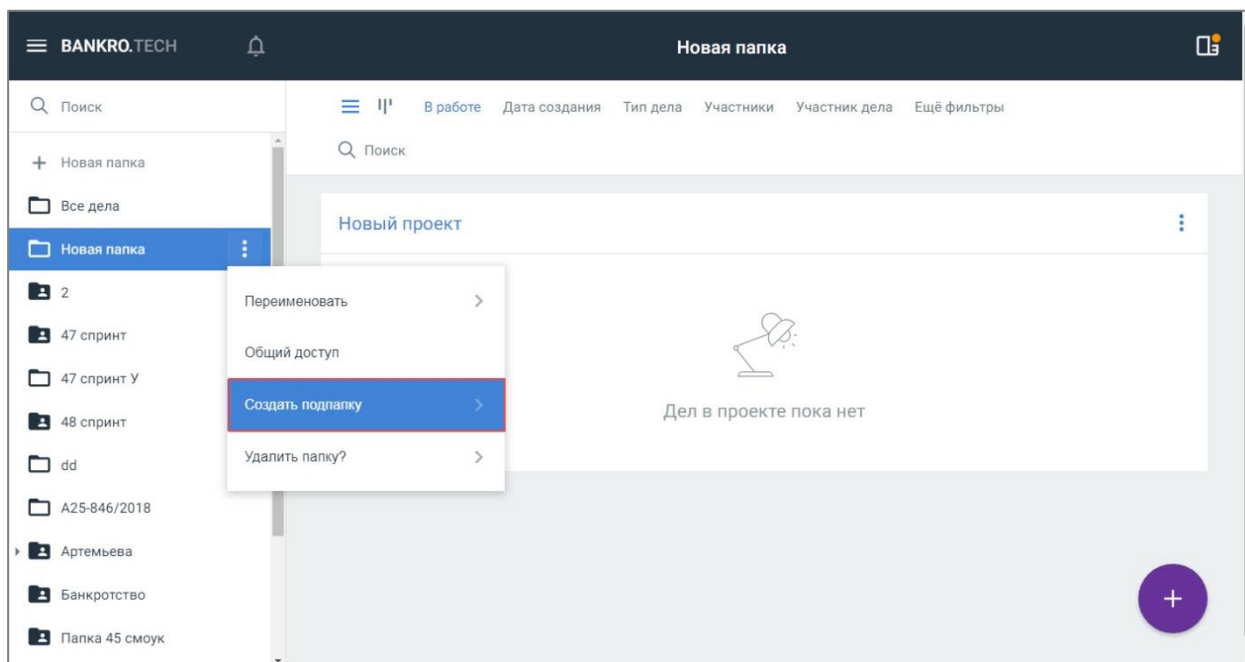 BANKRO.TECH
Новая папка
Поиск
В работе Дата создания Тип дела Участники Участник дела Ещё фильтры
Поиск
Новая папка
Все дела
Новый проект
Новая папка
2
Переименовать
47 спринт
Общий доступ
47 спринт У
Создать подпапку
Дел в проекте пока нет
48 спринт
Удалить папку?
dd
А25-846/2018
Артемьева
Банкротство
Папка 45 смоук